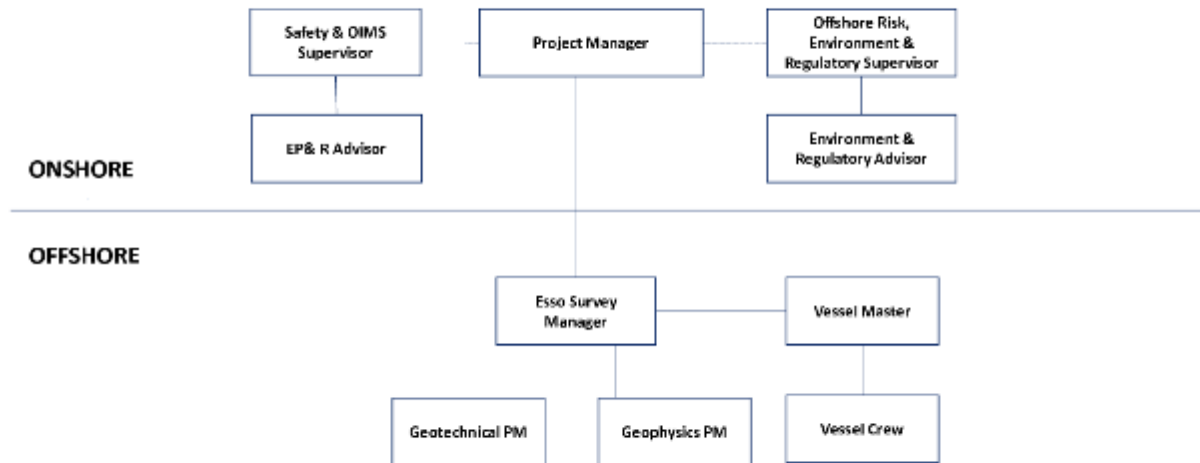 Safety & OIMS
Supervisor
Project Manager
Offshore Risk,
Environment &
Regulatory Supervisor
EP& R Advisor
Environment &
Regulatory Advisor
ONSHORE
OFFSHORE
Esso Survey
Manager
Vessel Master
Geotechnical PM
Geophysics PM
Vessel Crew